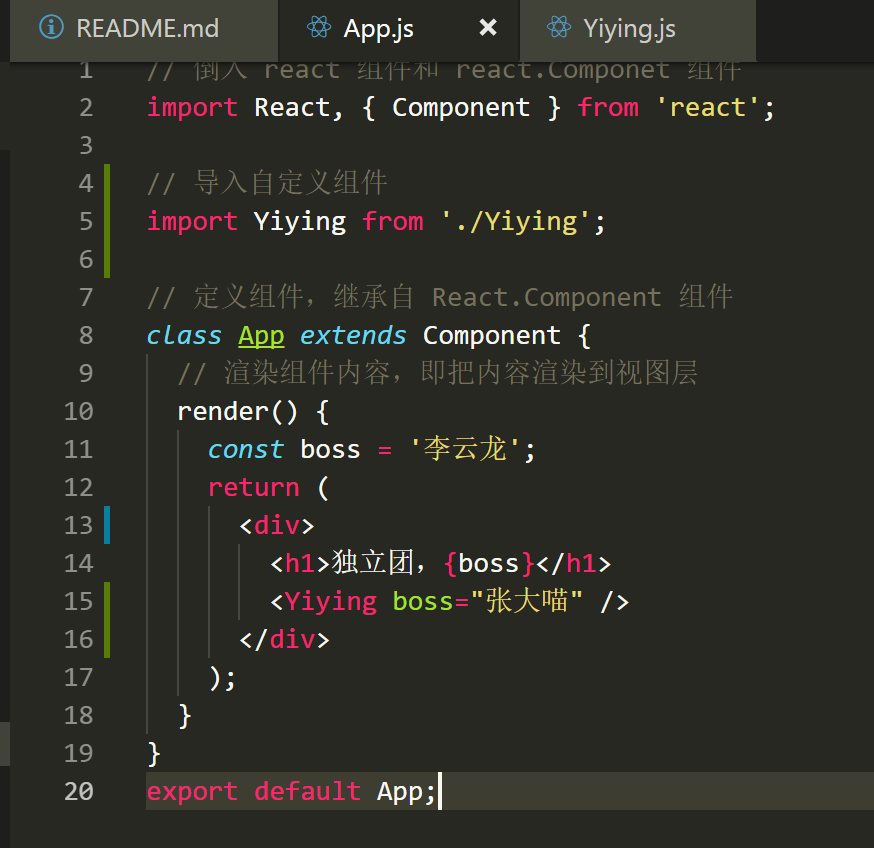 README.md App.js × Yiying.js
1 // 倒入 react 组件和 react.Componet 组件
2 import React, { Component } from 'react';
3
4 // 导入自定义组件
5 import Yiying from './Yiying';
6
7 // 定义组件，继承自 React.Component 组件
8 class App extends Component {
9 // 渲染组件内容，即把内容渲染到视图层
10 render() {
11 const boss = '李云龙';
12 return (
13 <div>
14 <h1>独立团，{boss}</h1>
15 <Yiying boss="张大喵" />
16 </div>
17 );
18 }
19 }
20 export default App;